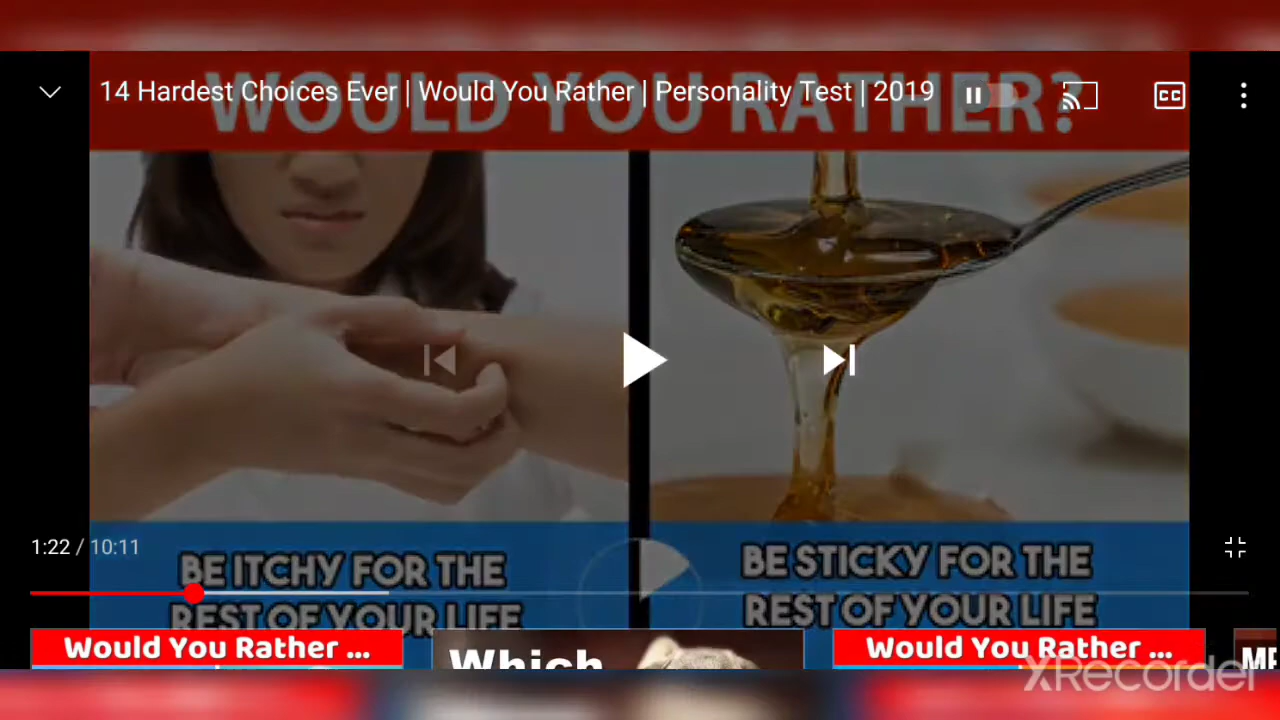 WOULD YOU RATHER?
14 Hardest Choices Ever | Would You Rather | Personality Test | 2019
CC
1:22 / 10:11
BE ITCHY FOR THE
REST OF YOUR LIFE
BE STICKY FOR THE
REST OF YOUR LIFE
Would You Rather ...
Which
Would You Rather ...
ME
XRecorder